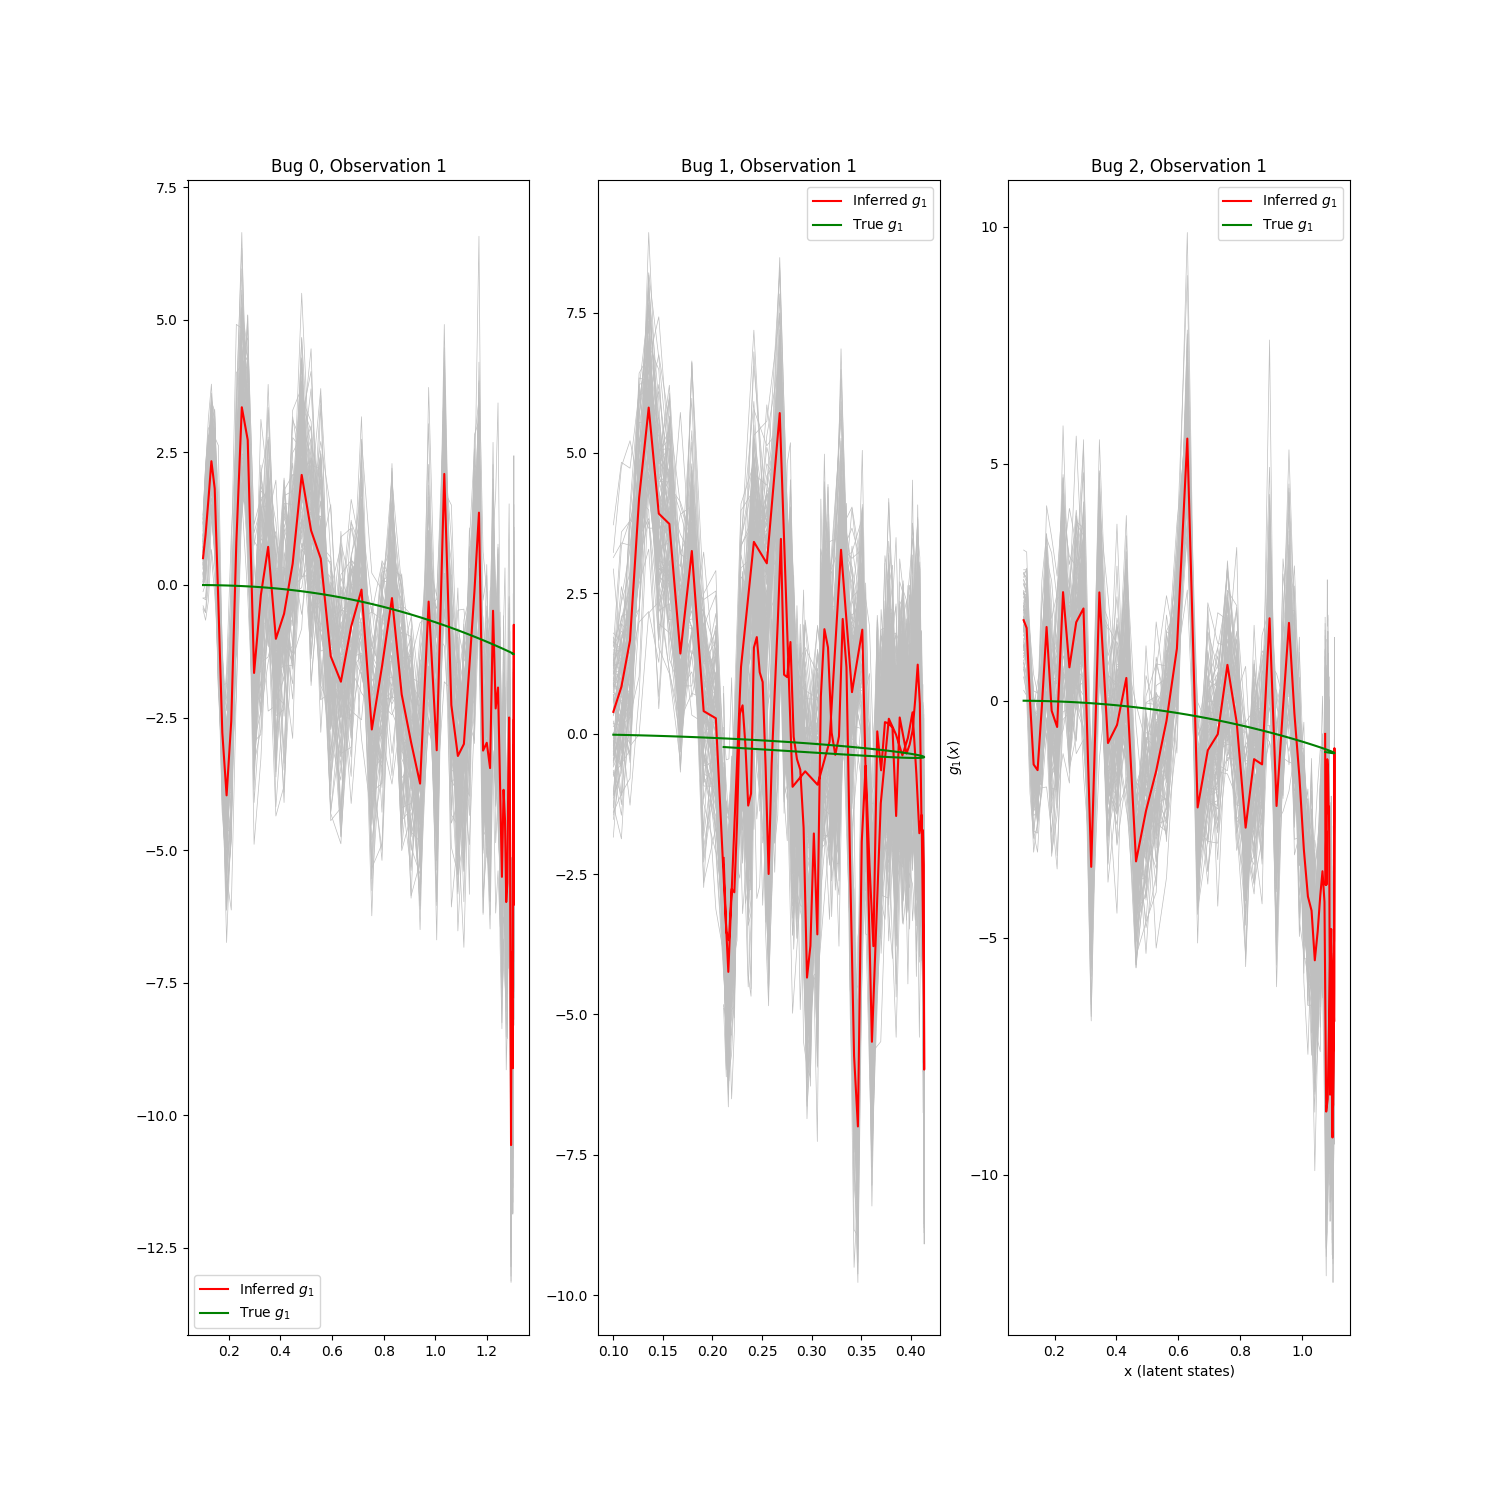 Bug 0, Observation 1
7.5
5.0
2.5
0.0
−2.5
−5.0
−7.5
−10.0
−12.5
0.2 0.4 0.6 0.8 1.0 1.2
Inferred g₁
True g₁
Bug 1, Observation 1
Inferred g₁
True g₁
7.5
5.0
2.5
0.0
−2.5
−5.0
−7.5
−10.0
0.10 0.15 0.20 0.25 0.30 0.35 0.40
Bug 2, Observation 1
Inferred g₁
True g₁
g₁(x)
10
5
0
−5
−10
0.2 0.4 0.6 0.8 1.0
x (latent states)